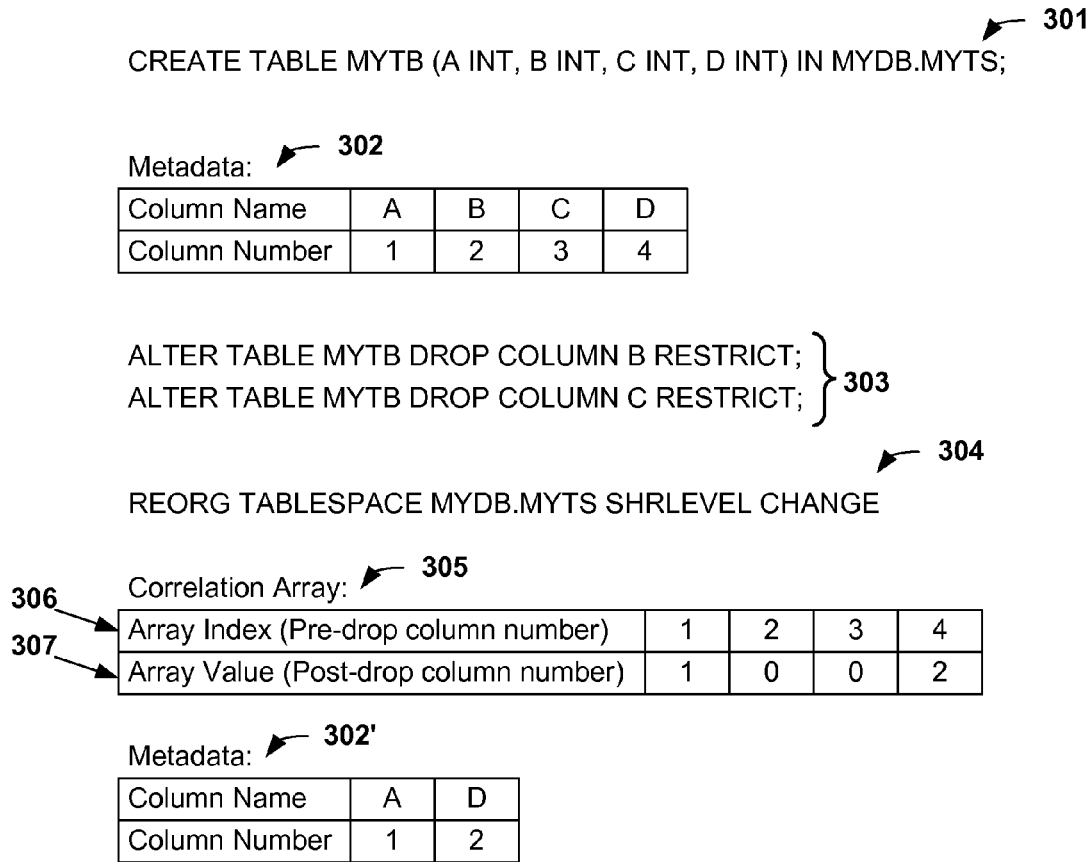 301
CREATE TABLE MYTB (A INT, B INT, C INT, D INT) IN MYDB.MYTS;
Metadata: 302
Column Name A B C D
Column Number 1 2 3 4
ALTER TABLE MYTB DROP COLUMN B RESTRICT;
ALTER TABLE MYTB DROP COLUMN C RESTRICT;
303
304
REORG TABLESPACE MYDB.MYTS SHRLEVEL CHANGE
Correlation Array: 305
306 Array Index (Pre-drop column number) 1 2 3 4
307 Array Value (Post-drop column number) 1 0 0 2
Metadata: 302'
Column Name A D
Column Number 1 2